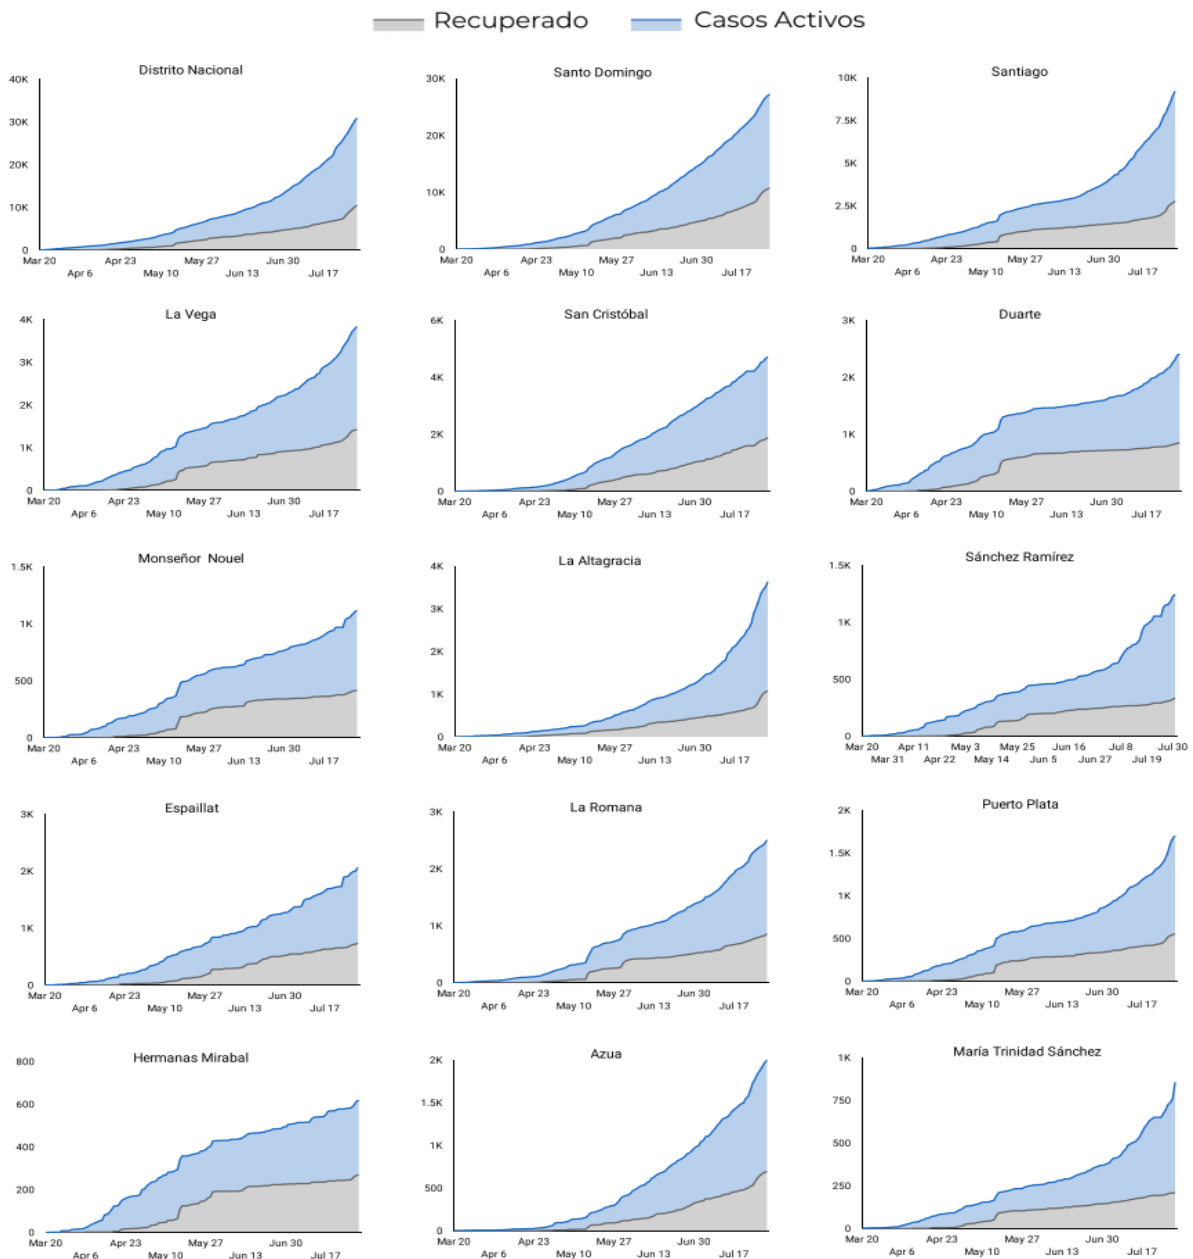 Recuperado Casos Activos
Distrito Nacional
40K
30K
20K
10K
0
Mar 20 Apr 6 Apr 23 May 10 May 27 Jun 13 Jun 30 Jul 17
Santo Domingo
30K
20K
10K
0
Mar 20 Apr 6 Apr 23 May 10 May 27 Jun 13 Jun 30 Jul 17
Santiago
10K
7.5K
5K
2.5K
0
Mar 20 Apr 6 Apr 23 May 10 May 27 Jun 13 Jun 30 Jul 17
La Vega
4K
3K
2K
1K
0
Mar 20 Apr 6 Apr 23 May 10 May 27 Jun 13 Jun 30 Jul 17
San Cristóbal
6K
4K
2K
0
Mar 20 Apr 6 Apr 23 May 10 May 27 Jun 13 Jun 30 Jul 17
Duarte
3K
2K
1K
0
Mar 20 Apr 6 Apr 23 May 10 May 27 Jun 13 Jun 30 Jul 17
Monseñor Nouel
1.5K
1K
500
0
Mar 20 Apr 6 Apr 23 May 10 May 27 Jun 13 Jun 30 Jul 17
La Altagracia
4K
3K
2K
1K
0
Mar 20 Apr 6 Apr 23 May 10 May 27 Jun 13 Jun 30 Jul 17
Sánchez Ramírez
1.5K
1K
500
0
Mar 20 Mar 31 Apr 11 Apr 22 May 3 May 14 May 25 Jun 5 Jun 16 Jun 27 Jul 8 Jul 19 Jul 30
Espaillat
3K
2K
1K
0
Mar 20 Apr 6 Apr 23 May 10 May 27 Jun 13 Jun 30 Jul 17
La Romana
3K
2K
1K
0
Mar 20 Apr 6 Apr 23 May 10 May 27 Jun 13 Jun 30 Jul 17
Puerto Plata
2K
1.5K
1K
500
0
Mar 20 Apr 6 Apr 23 May 10 May 27 Jun 13 Jun 30 Jul 17
Hermanas Mirabal
800
600
400
200
0
Mar 20 Apr 6 Apr 23 May 10 May 27 Jun 13 Jun 30 Jul 17
Azua
2K
1.5K
1K
500
0
Mar 20 Apr 6 Apr 23 May 10 May 27 Jun 13 Jun 30 Jul 17
María Trinidad Sánchez
1K
750
500
250
0
Mar 20 Apr 6 Apr 23 May 10 May 27 Jun 13 Jun 30 Jul 17